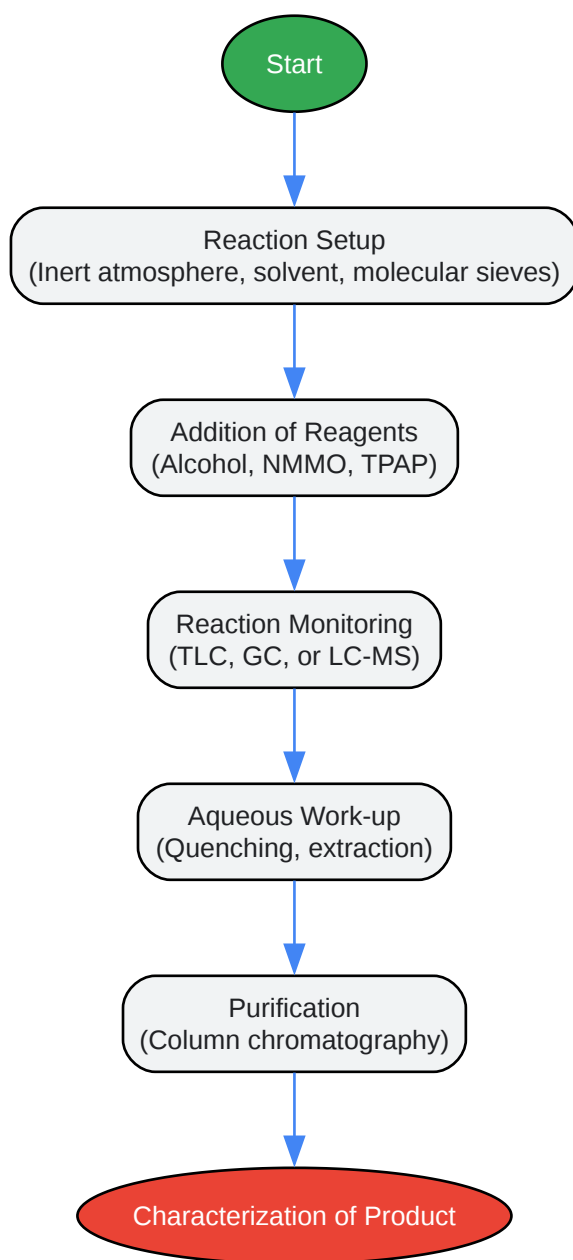 Start
Reaction Setup
(Inert atmosphere, solvent, molecular sieves)
Addition of Reagents
(Alcohol, NMMO, TPAP)
Reaction Monitoring
(TLC, GC, or LC-MS)
Aqueous Work-up
(Quenching, extraction)
Purification
(Column chromatography)
Characterization of Product